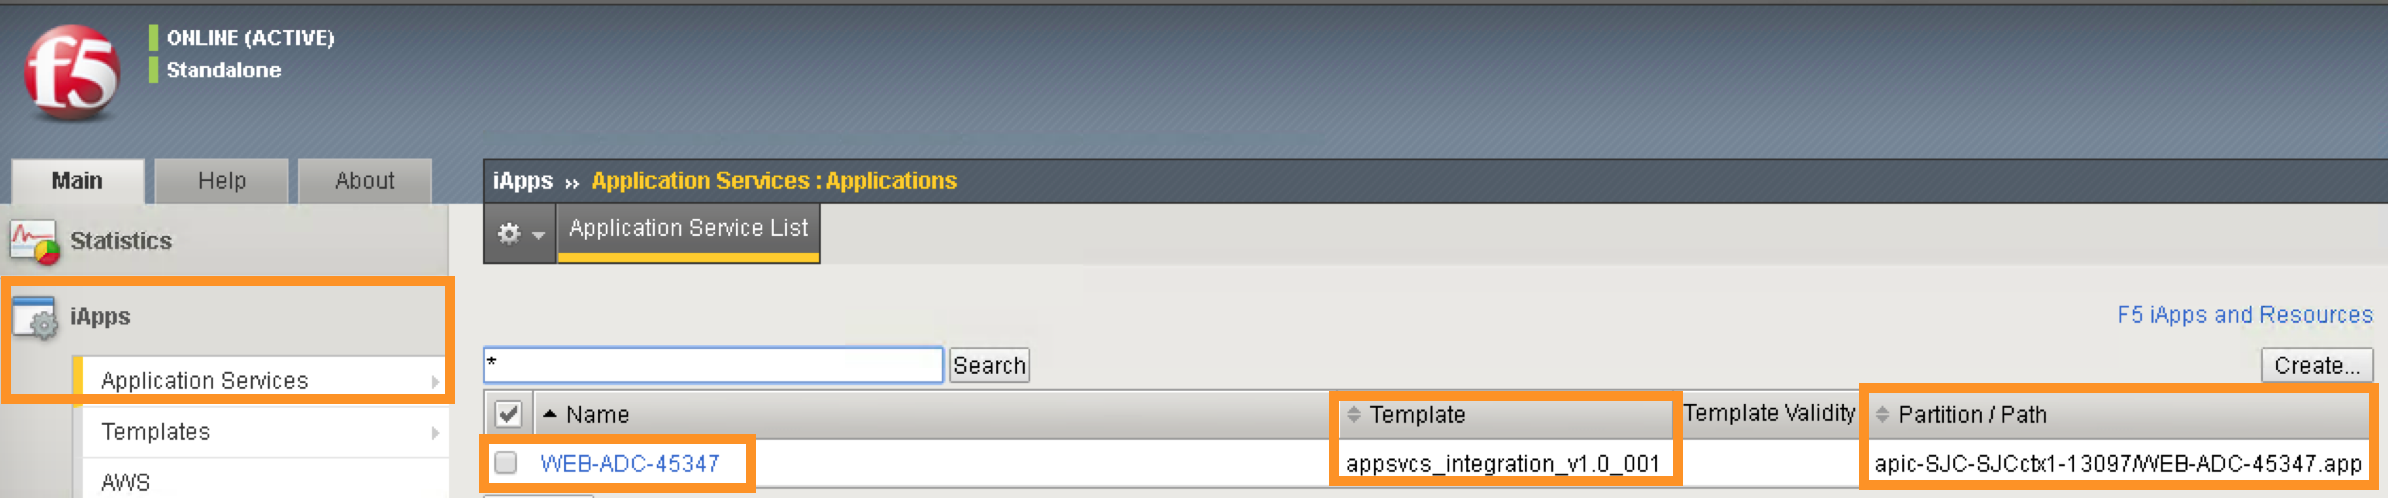 f5
ONLINE (ACTIVE)
Standalone
Main
Help
About
iApps » Application Services : Applications
Statistics
Application Service List
iApps
F5 iApps and Resources
*
Search
Create...
Application Services
Name
Template
Template Validity
Partition / Path
Templates
WEB-ADC-45347
appsvcs_integration_v1.0_001
apic-SJC-SJCctx1-13097/WEB-ADC-45347.app
AWS